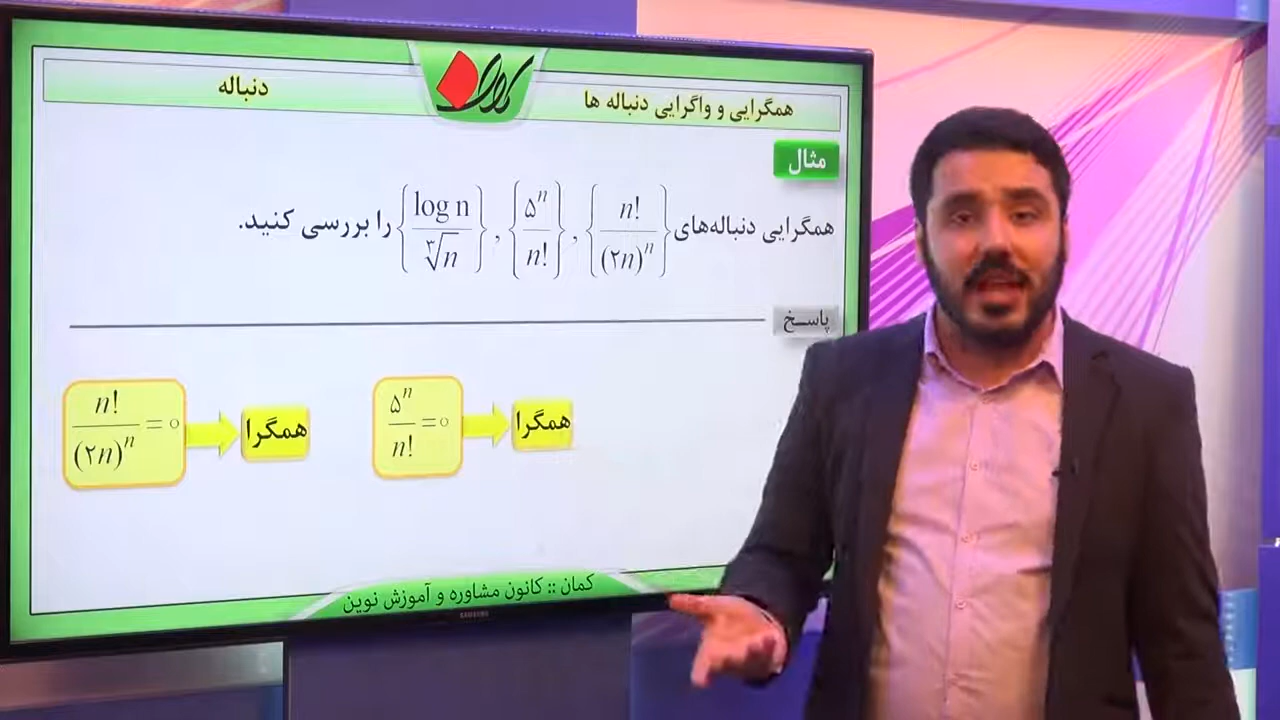 همگرایی و واگرایی دنباله ها
دنباله
مثال
همگرایی دنباله‌های {n!/(۲n)^n} , {۵^n/n!} , {log n/∛n} را بررسی کنید.
پاسخ
n!/(۲n)^n = ۰ همگرا
۵^n/n! = ۰ همگرا
کمان :: کانون مشاوره و آموزش نوین
SAMSUNG